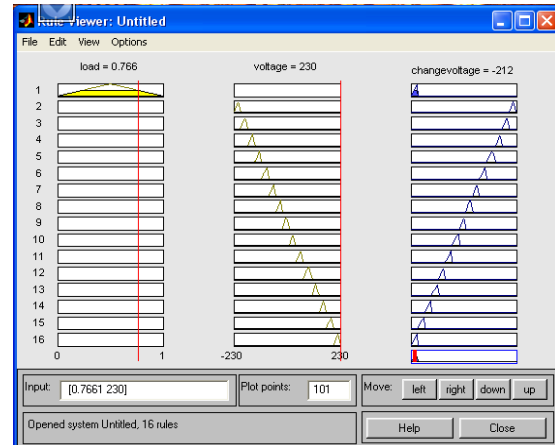 Rule Viewer: Untitled
File Edit View Options
load = 0.766 voltage = 230 changevoltage = -212
1
2
3
4
5
6
7
8
9
10
11
12
13
14
15
16
0 1 -230 230
Input: [0.7661 230] Plot points: 101 Move: left right down up
Opened system Untitled, 16 rules Help Close